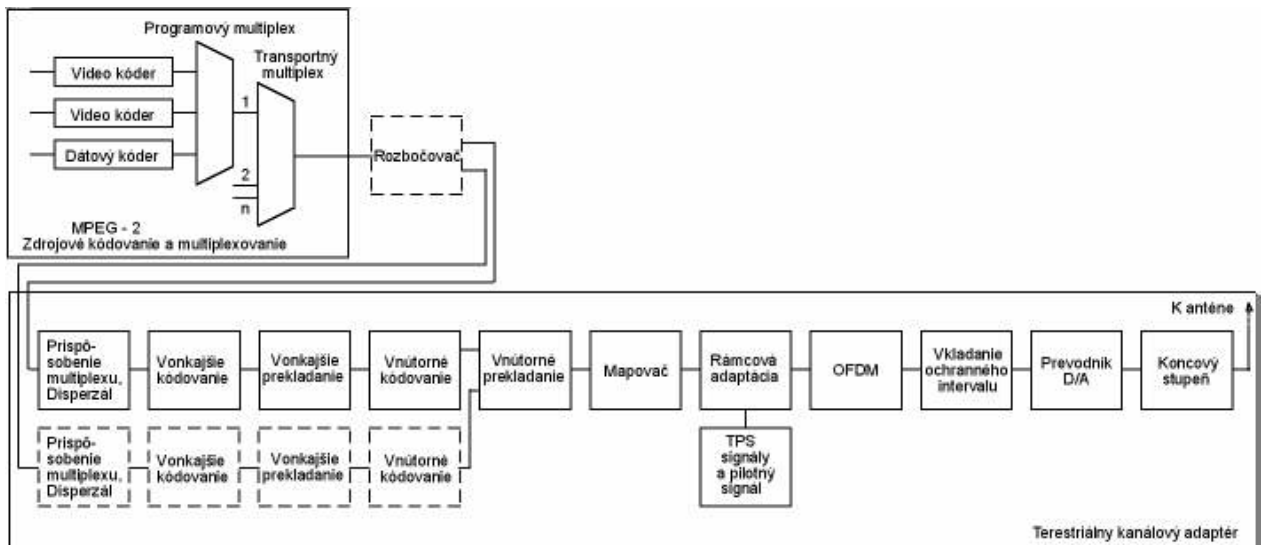 Programový multiplex
Transportný
multiplex
Video kóder
Video kóder
Dátový kóder
1
2
n
MPEG - 2
Zdrojové kódovanie a multiplexovanie
Rozbočovač
K anténe
Prispô-
sobenie
multiplexu,
Disperzál
Vonkajšie
kódovanie
Vonkajšie
prekladanie
Vnútorné
kódovanie
Vnútorné
prekladanie
Mapovač
Rámcová
adaptácia
OFDM
Vkladanie
ochranného
intervalu
Prevodník
D/A
Koncový
stupeň
Prispô-
sobenie
multiplexu,
Disperzál
Vonkajšie
kódovanie
Vonkajšie
prekladanie
Vnútorné
kódovanie
TPS
signály
a pilotný
signál
Terestriálny kanálový adaptér